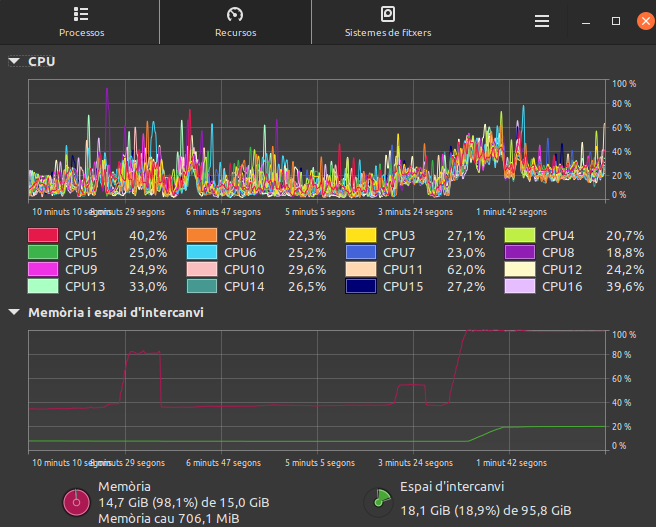 Processos Recursos Sistemes de fitxers
CPU
100 %
80 %
60 %
40 %
20 %
0 %
10 minuts 10 segons 8 minuts 29 segons 6 minuts 47 segons 5 minuts 5 segons 3 minuts 24 segons 1 minut 42 segons
CPU1 40,2% CPU2 22,3% CPU3 27,1% CPU4 20,7%
CPU5 25,0% CPU6 25,2% CPU7 23,0% CPU8 18,8%
CPU9 24,9% CPU10 29,6% CPU11 62,0% CPU12 24,2%
CPU13 33,0% CPU14 26,5% CPU15 27,2% CPU16 39,6%
Memòria i espai d'intercanvi
100 %
80 %
60 %
40 %
20 %
0 %
10 minuts 10 segons 8 minuts 29 segons 6 minuts 47 segons 5 minuts 5 segons 3 minuts 24 segons 1 minut 42 segons
Memòria
14,7 GiB (98,1%) de 15,0 GiB
Memòria cau 706,1 MiB
Espai d'intercanvi
18,1 GiB (18,9%) de 95,8 GiB